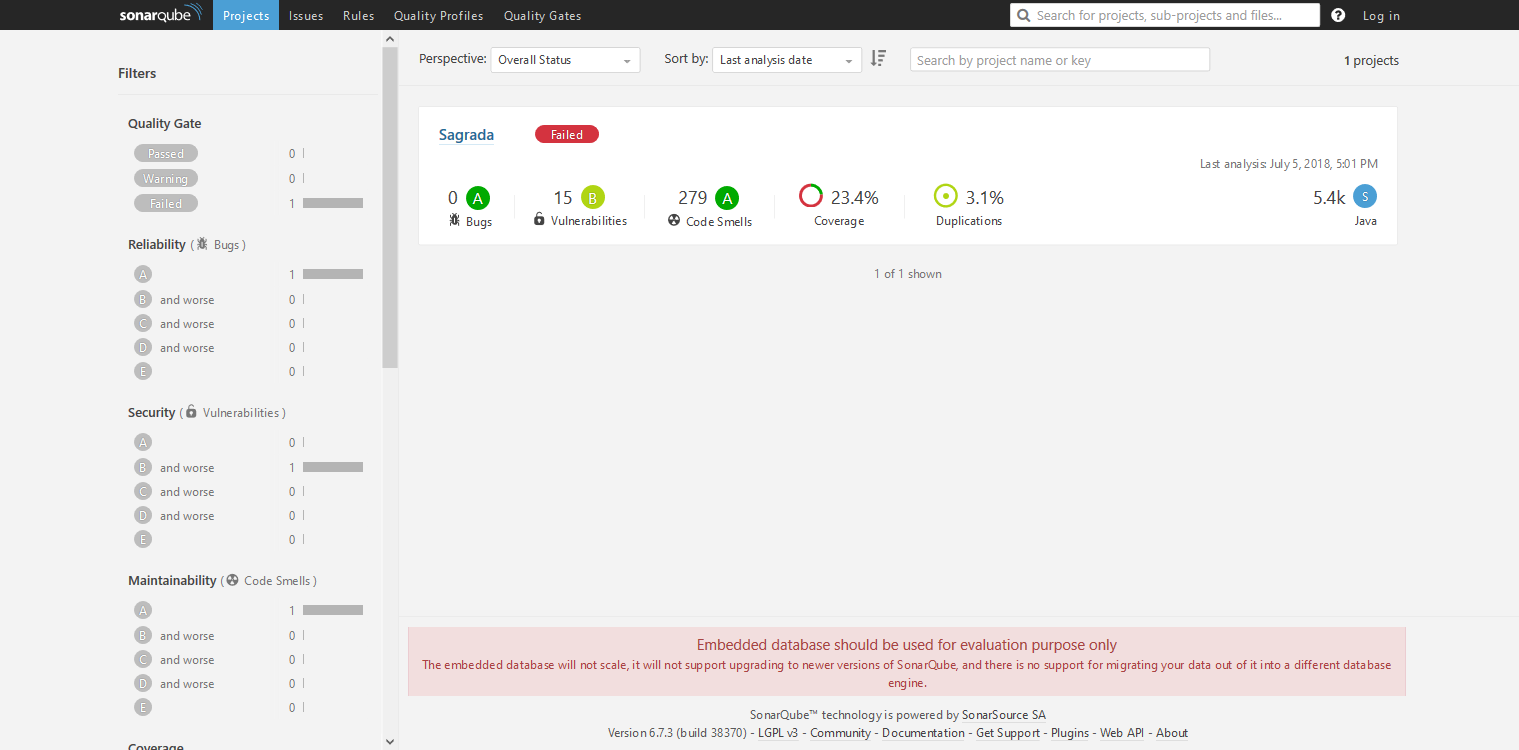 sonarqube Projects Issues Rules Quality Profiles Quality Gates Search for projects, sub-projects and files... ? Log in
Filters
Quality Gate
Passed 0
Warning 0
Failed 1
Reliability ( Bugs )
A 1
B and worse 0
C and worse 0
D and worse 0
E 0
Security ( Vulnerabilities )
A 0
B and worse 1
C and worse 0
D and worse 0
E 0
Maintainability ( Code Smells )
A 1
B and worse 0
C and worse 0
D and worse 0
E 0
Coverage
Perspective: Overall Status Sort by: Last analysis date Search by project name or key 1 projects
Sagrada Failed
Last analysis: July 5, 2018, 5:01 PM
0 A 15 B 279 A 23.4% 3.1% 5.4k S
Bugs Vulnerabilities Code Smells Coverage Duplications Java
1 of 1 shown
Embedded database should be used for evaluation purpose only
The embedded database will not scale, it will not support upgrading to newer versions of SonarQube, and there is no support for migrating your data out of it into a different database
engine.
SonarQube™ technology is powered by SonarSource SA
Version 6.7.3 (build 38370) - LGPL v3 - Community - Documentation - Get Support - Plugins - Web API - About